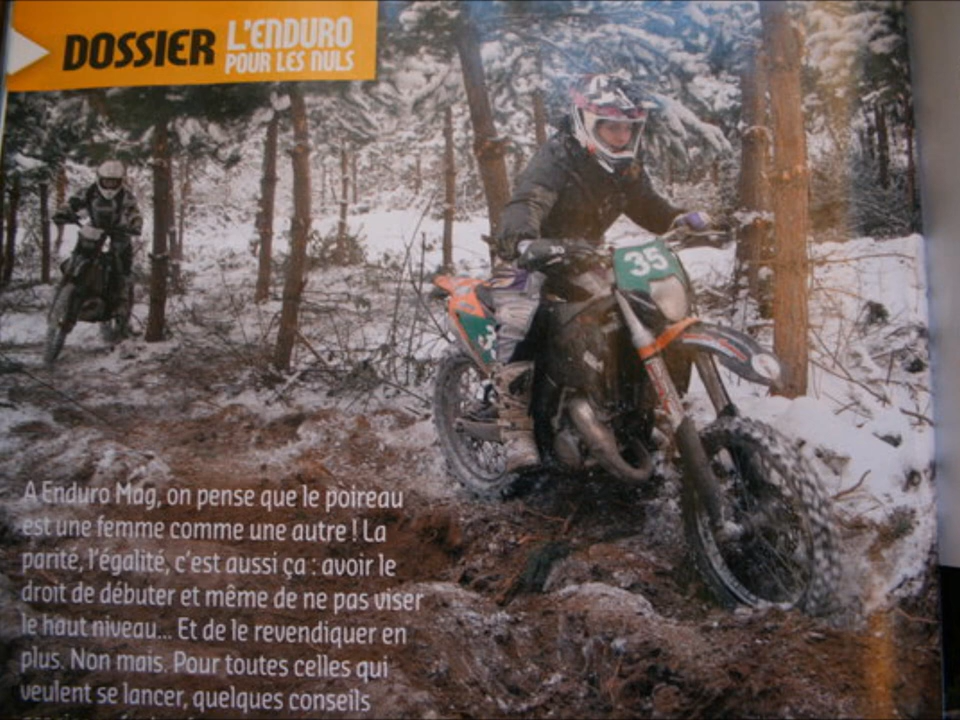 DOSSIER L'ENDURO
POUR LES NULS
35
3
A Enduro Mag, on pense que le poireau
est une femme comme une autre ! La
parité, l'égalité, c'est aussi ça : avoir le
droit de débuter et même de ne pas viser
le haut niveau... Et de le revendiquer en
plus. Non mais. Pour toutes celles qui
veulent se lancer, quelques conseils